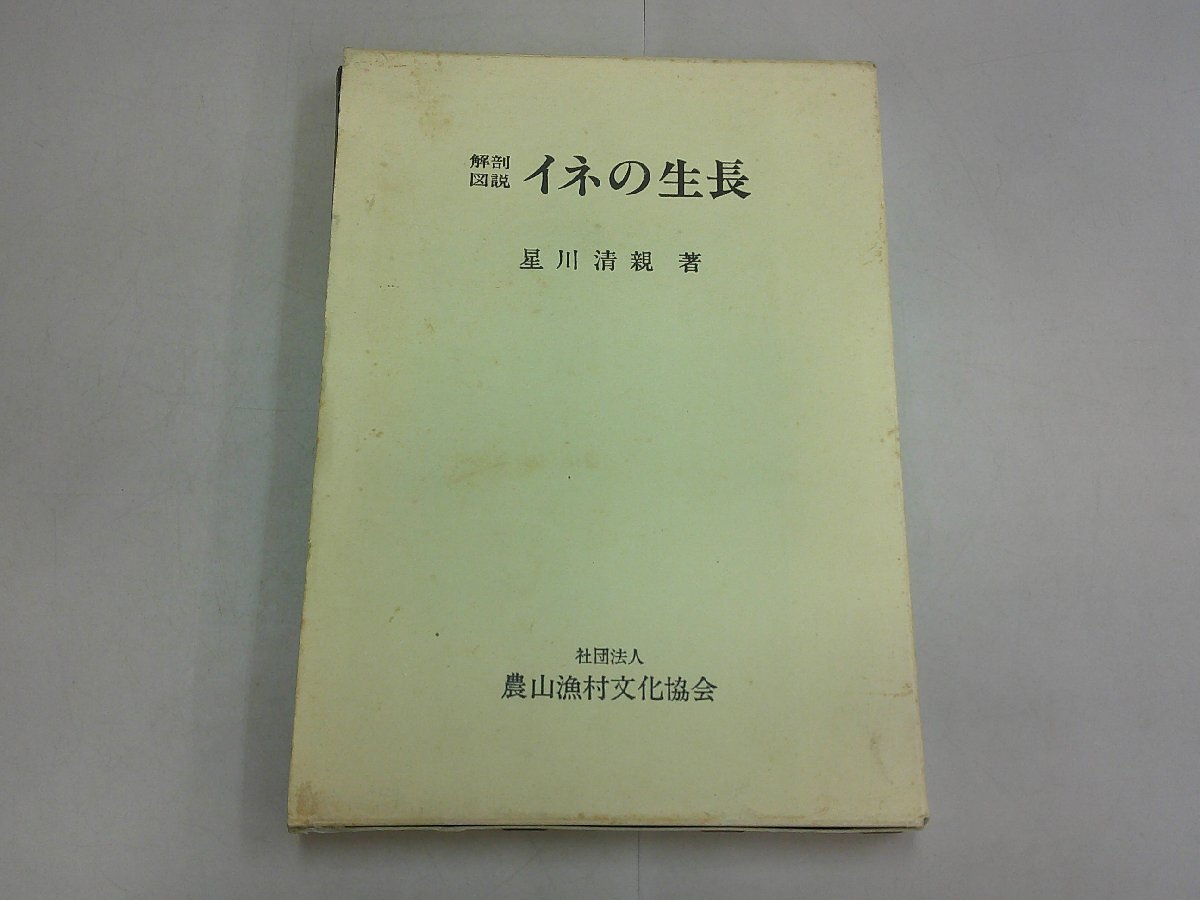 解剖図説 イネの生長
星川清親 著
社団法人
農山漁村文化協会